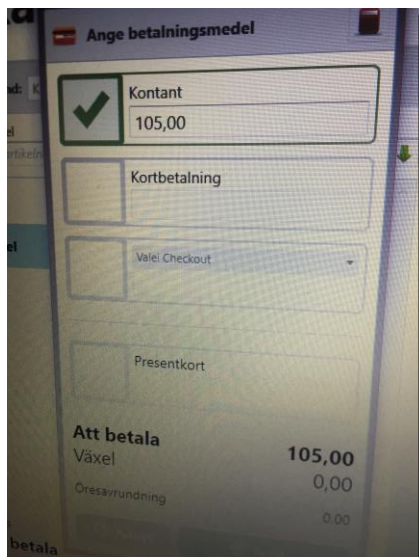 Ange betalningsmedel
Kontant
105,00
Kortbetalning
Valei Checkout
Presentkort
Att betala
105,00
Växel
0,00
Öresavrundning
0.00
betala